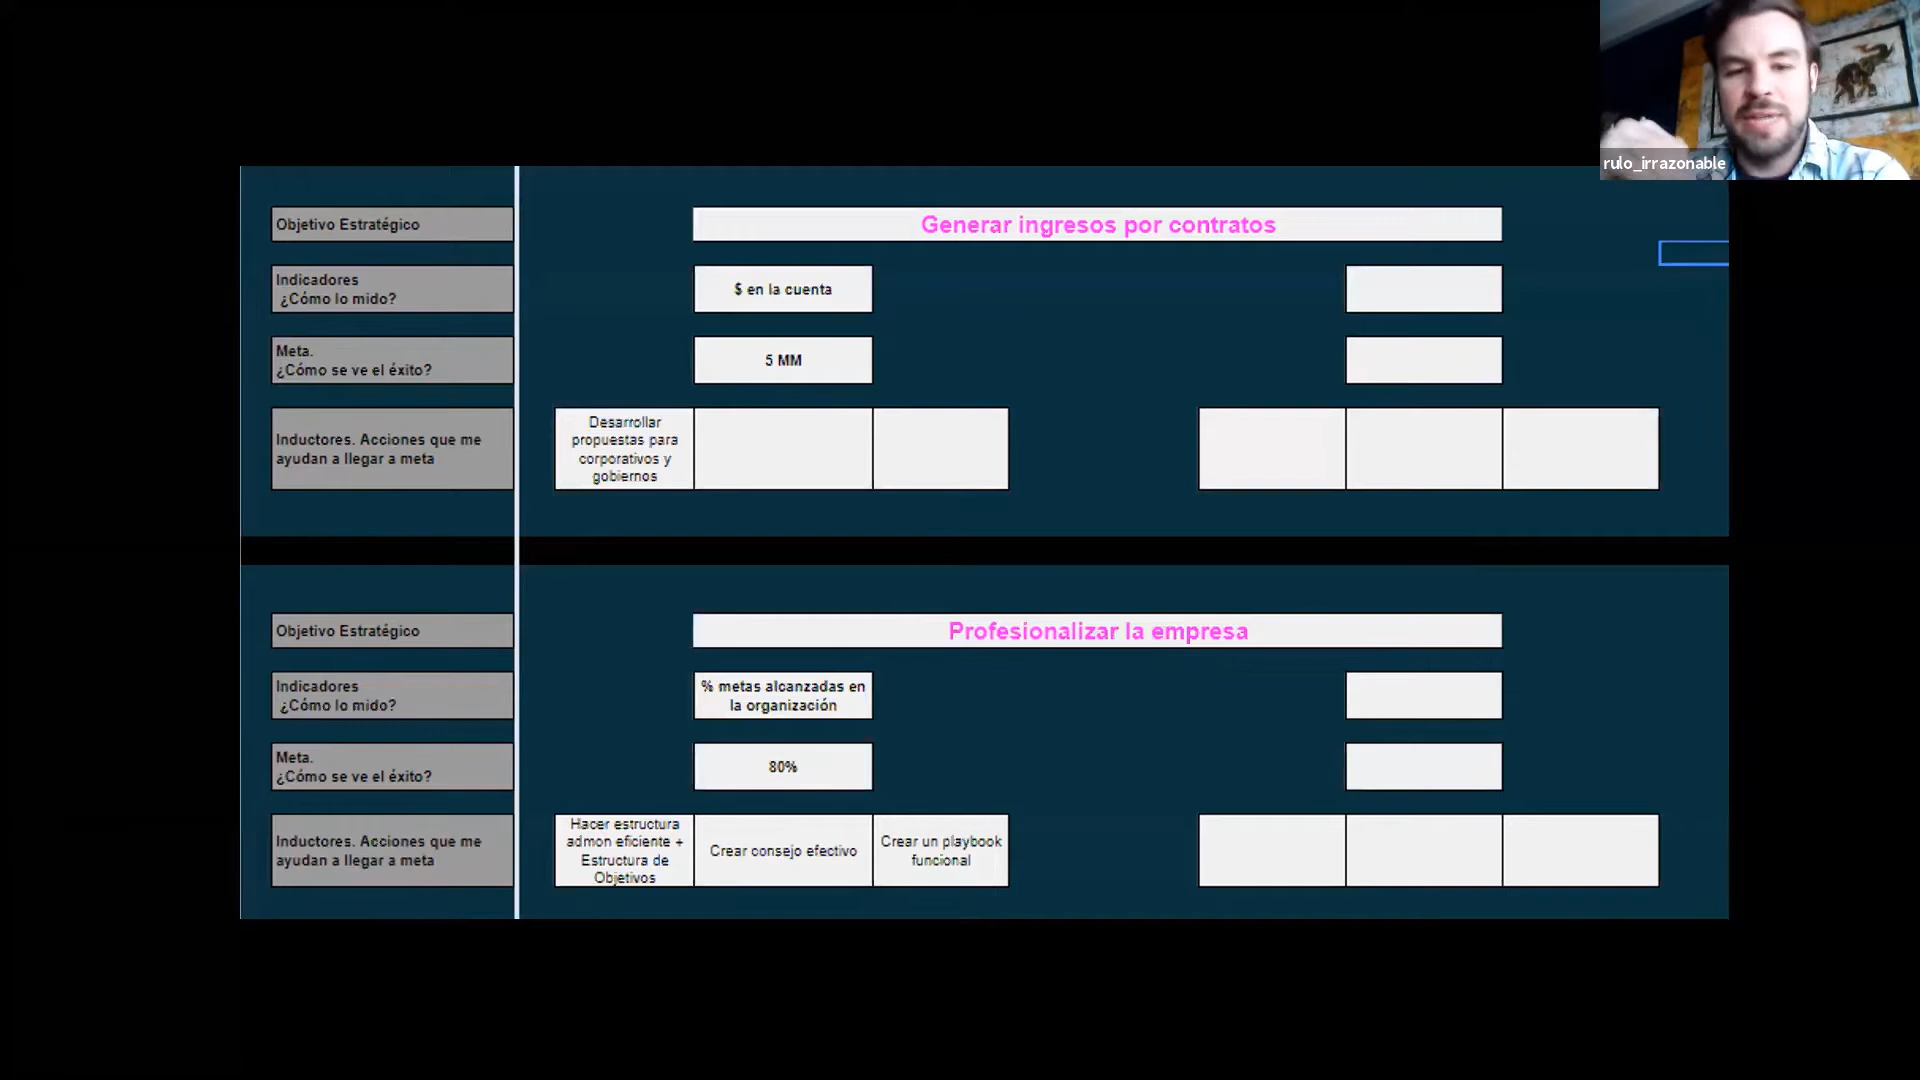 rulo_irrazonable
Objetivo Estratégico
Generar ingresos por contratos
Indicadores
¿Cómo lo mido?
$ en la cuenta
Meta.
¿Cómo se ve el éxito?
5 MM
Inductores. Acciones que me
ayudan a llegar a meta
Desarrollar
propuestas para
corporativos y
gobiernos
Objetivo Estratégico
Profesionalizar la empresa
Indicadores
¿Cómo lo mido?
% metas alcanzadas en
la organización
Meta.
¿Cómo se ve el éxito?
80%
Inductores. Acciones que me
ayudan a llegar a meta
Hacer estructura
admon eficiente +
Estructura de
Objetivos
Crear consejo efectivo
Crear un playbook
funcional